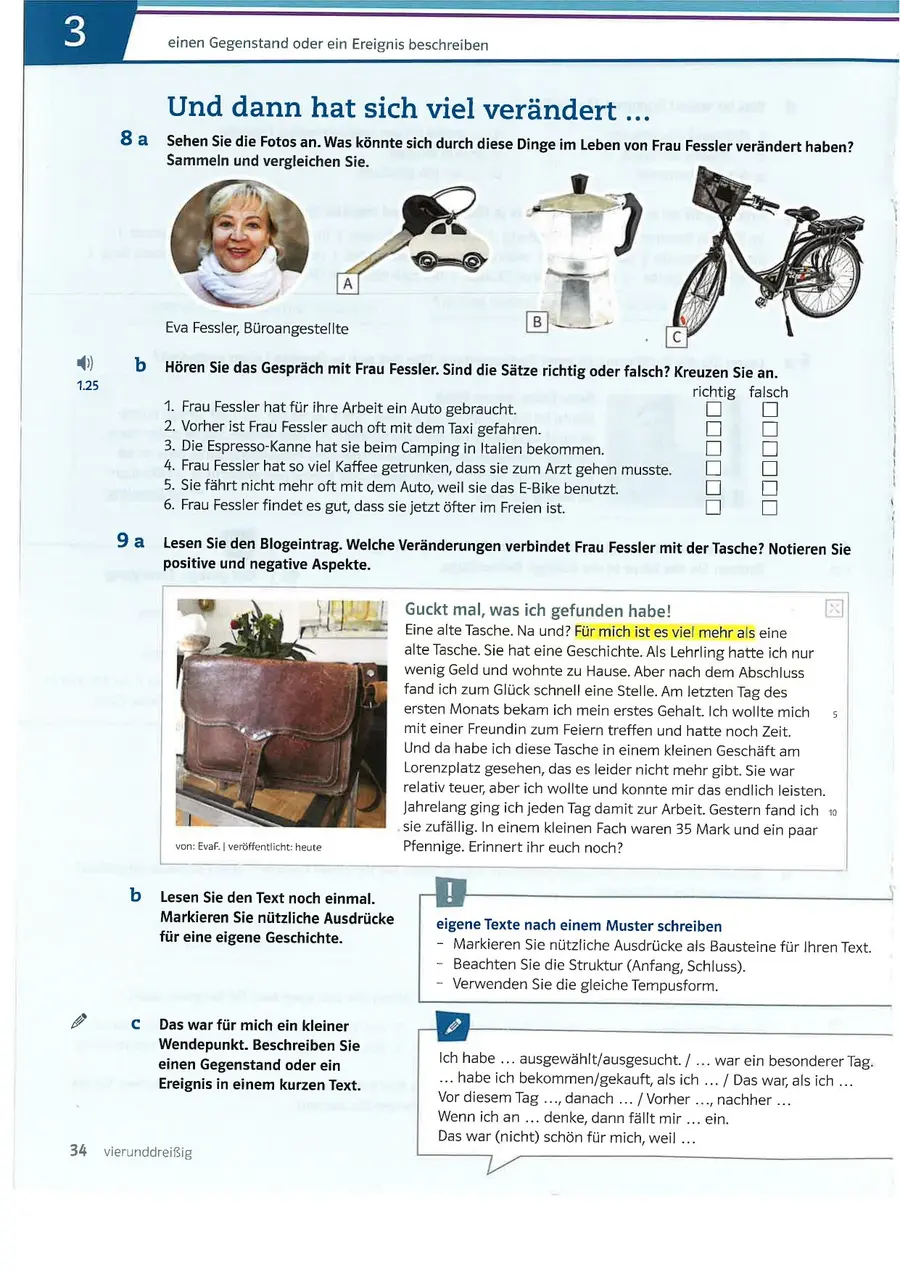 3
einen Gegenstand oder ein Ereignis beschreiben
Und dann hat sich viel verändert ...
8 a Sehen Sie die Fotos an. Was könnte sich durch diese Dinge im Leben von Frau Fessler verändert haben?
Sammeln und vergleichen Sie.
A
B
C
Eva Fessler, Büroangestellte
1.25
b Hören Sie das Gespräch mit Frau Fessler. Sind die Sätze richtig oder falsch? Kreuzen Sie an.
richtig falsch
1. Frau Fessler hat für ihre Arbeit ein Auto gebraucht.
2. Vorher ist Frau Fessler auch oft mit dem Taxi gefahren.
3. Die Espresso-Kanne hat sie beim Camping in Italien bekommen.
4. Frau Fessler hat so viel Kaffee getrunken, dass sie zum Arzt gehen musste.
5. Sie fährt nicht mehr oft mit dem Auto, weil sie das E-Bike benutzt.
6. Frau Fessler findet es gut, dass sie jetzt öfter im Freien ist.
9 a Lesen Sie den Blogeintrag. Welche Veränderungen verbindet Frau Fessler mit der Tasche? Notieren Sie
positive und negative Aspekte.
Guckt mal, was ich gefunden habe!
Eine alte Tasche. Na und? Für mich ist es viel mehr als eine
alte Tasche. Sie hat eine Geschichte. Als Lehrling hatte ich nur
wenig Geld und wohnte zu Hause. Aber nach dem Abschluss
fand ich zum Glück schnell eine Stelle. Am letzten Tag des
ersten Monats bekam ich mein erstes Gehalt. Ich wollte mich 5
mit einer Freundin zum Feiern treffen und hatte noch Zeit.
Und da habe ich diese Tasche in einem kleinen Geschäft am
Lorenzplatz gesehen, das es leider nicht mehr gibt. Sie war
relativ teuer, aber ich wollte und konnte mir das endlich leisten.
Jahrelang ging ich jeden Tag damit zur Arbeit. Gestern fand ich 10
sie zufällig. In einem kleinen Fach waren 35 Mark und ein paar
Pfennige. Erinnert ihr euch noch?
von: EvaF. | veröffentlicht: heute
b Lesen Sie den Text noch einmal.
Markieren Sie nützliche Ausdrücke
für eine eigene Geschichte.
!
eigene Texte nach einem Muster schreiben
– Markieren Sie nützliche Ausdrücke als Bausteine für Ihren Text.
– Beachten Sie die Struktur (Anfang, Schluss).
– Verwenden Sie die gleiche Tempusform.
c Das war für mich ein kleiner
Wendepunkt. Beschreiben Sie
einen Gegenstand oder ein
Ereignis in einem kurzen Text.
Ich habe ... ausgewählt/ausgesucht. / ... war ein besonderer Tag.
... habe ich bekommen/gekauft, als ich ... / Das war, als ich ...
Vor diesem Tag ..., danach ... / Vorher ..., nachher ...
Wenn ich an ... denke, dann fällt mir ... ein.
Das war (nicht) schön für mich, weil ...
34 vierunddreißig